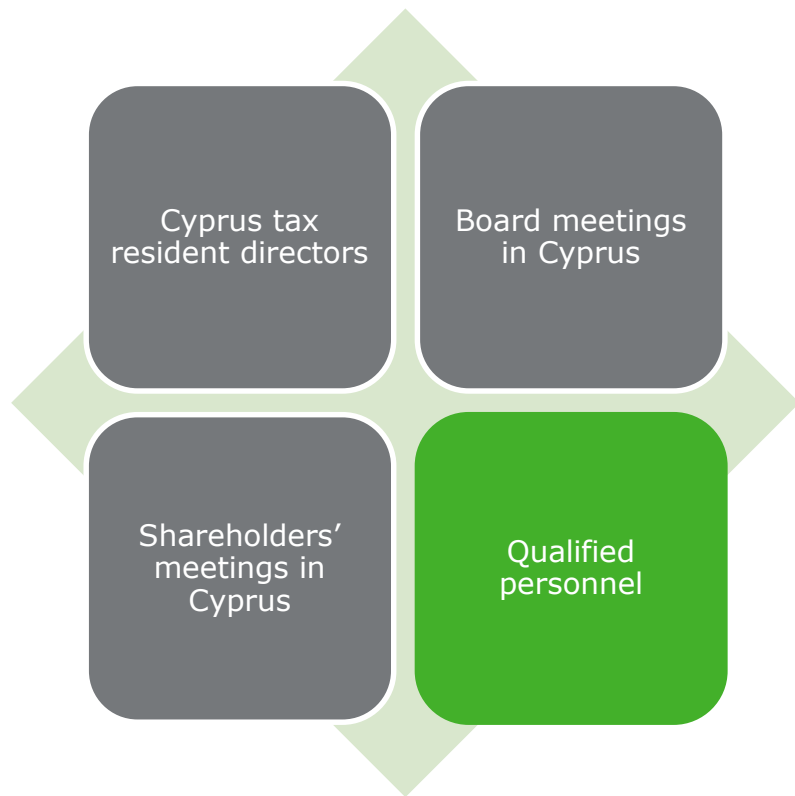 Cyprus tax
resident directors
Board meetings
in Cyprus
Shareholders’
meetings in
Cyprus
Qualified
personnel